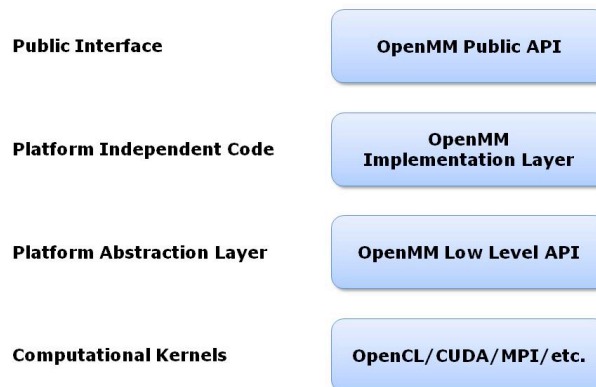 Public Interface
OpenMM Public API
Platform Independent Code
OpenMM
Implementation Layer
Platform Abstraction Layer
OpenMM Low Level API
Computational Kernels
OpenCL/CUDA/MPI/etc.